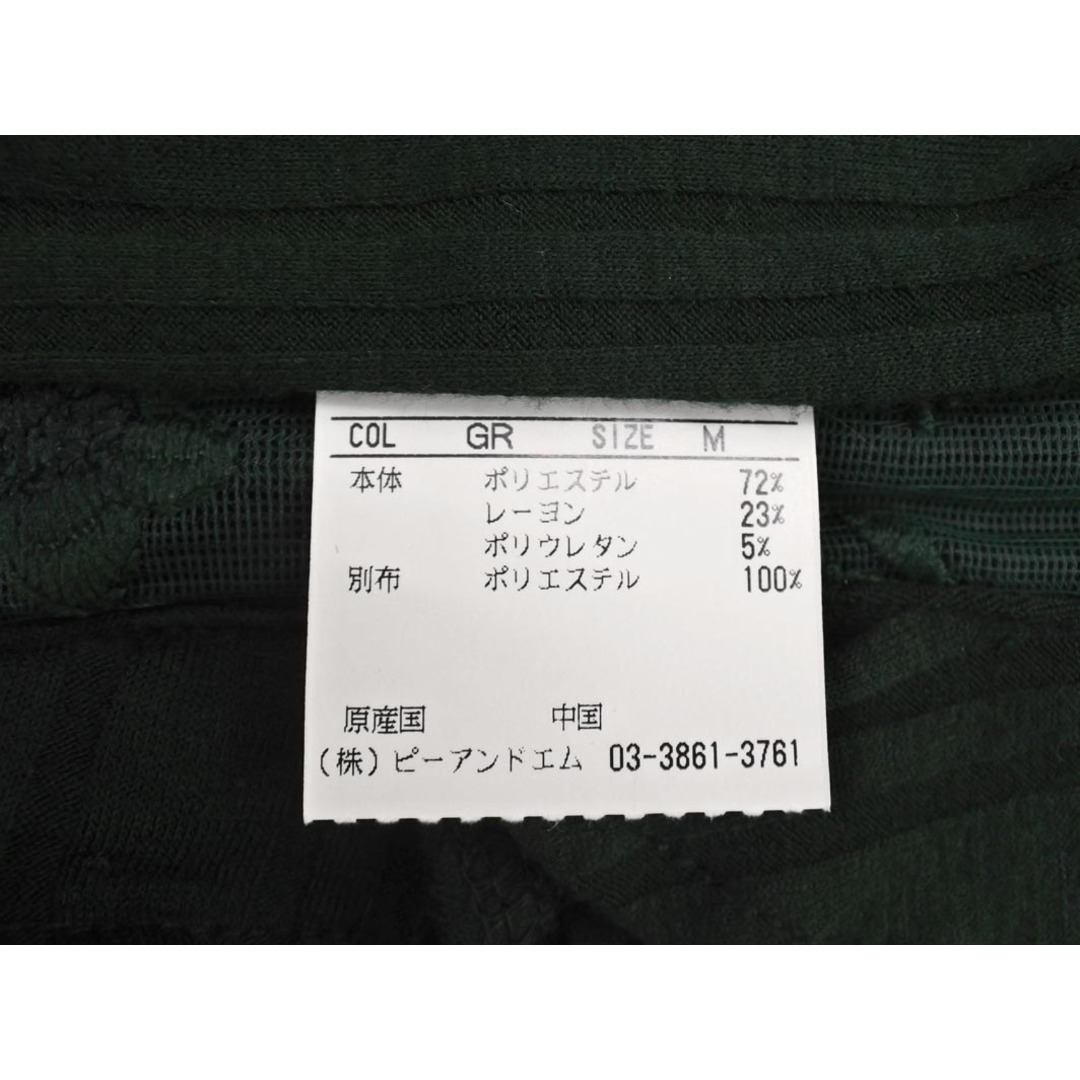 COL GR SIZE M
本体 ポリエステル 72%
レーヨン 23%
ポリウレタン 5%
別布 ポリエステル 100%
原産国 中国
(株)ピーアンドエム 03-3861-3761